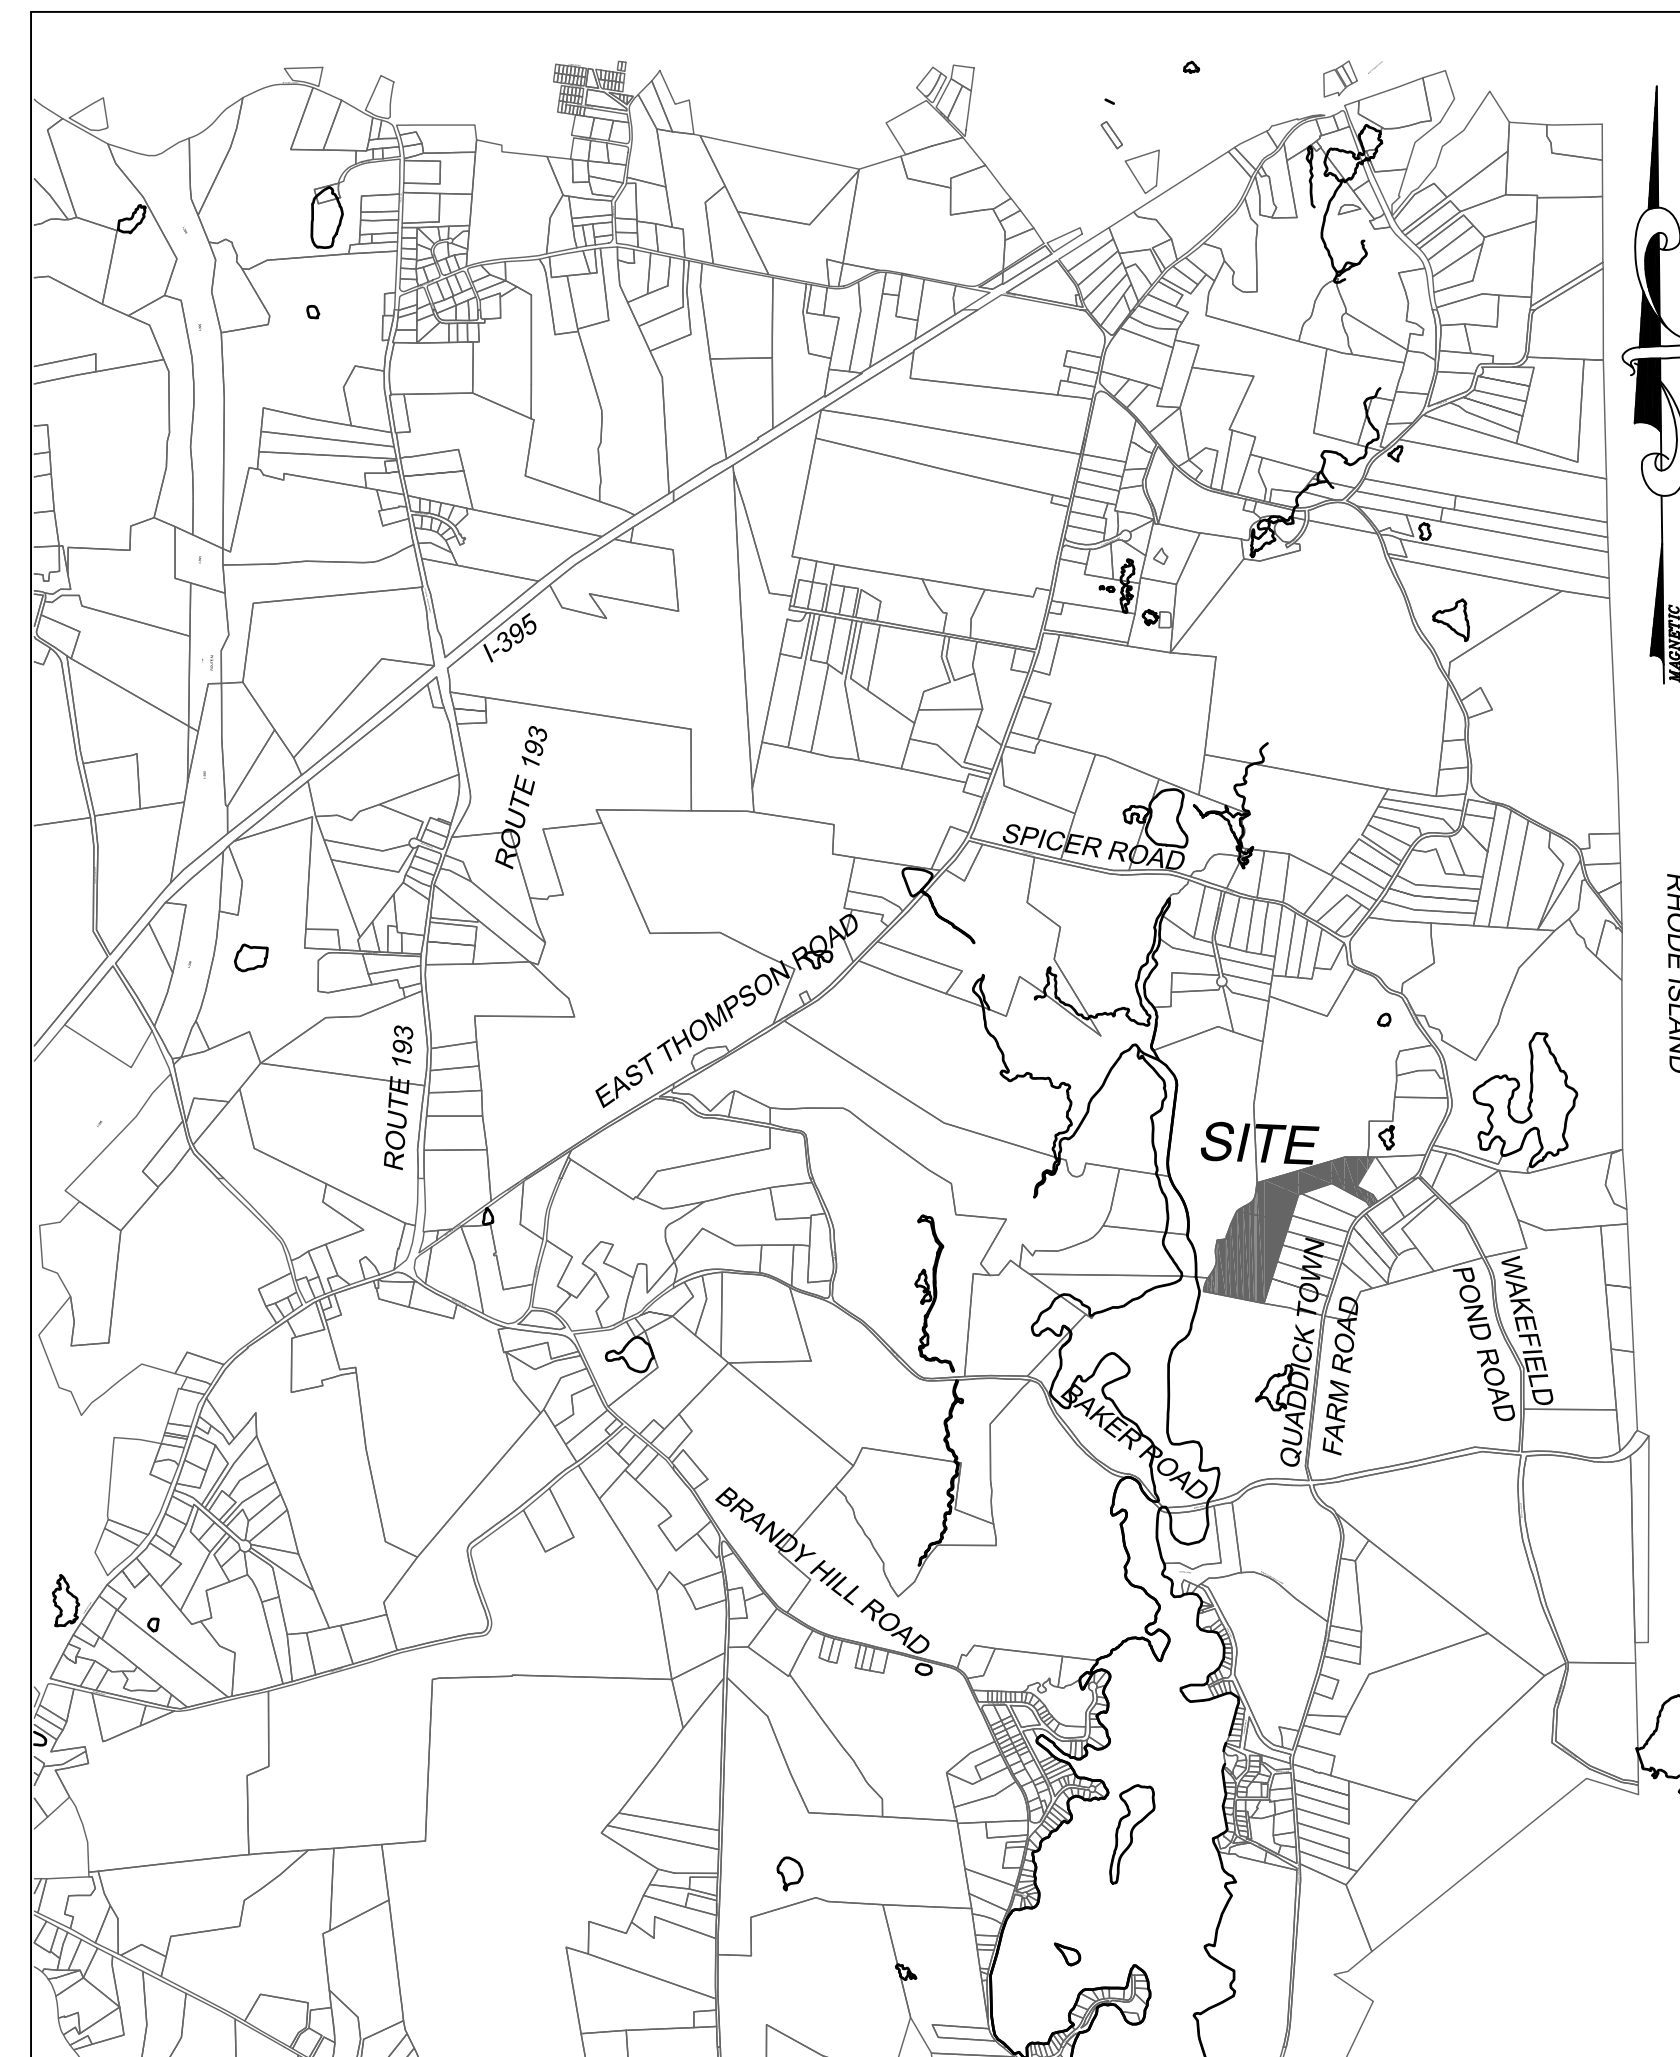 MAGNETIC
I-395
ROUTE 193
SPICER ROAD
RHODE ISLAND
EAST THOMPSON ROAD
ROUTE 193
SITE
QUADDICK TOWN
FARM ROAD
WAKEFIELD
POND ROAD
BAKER ROAD
BRANDY HILL ROAD